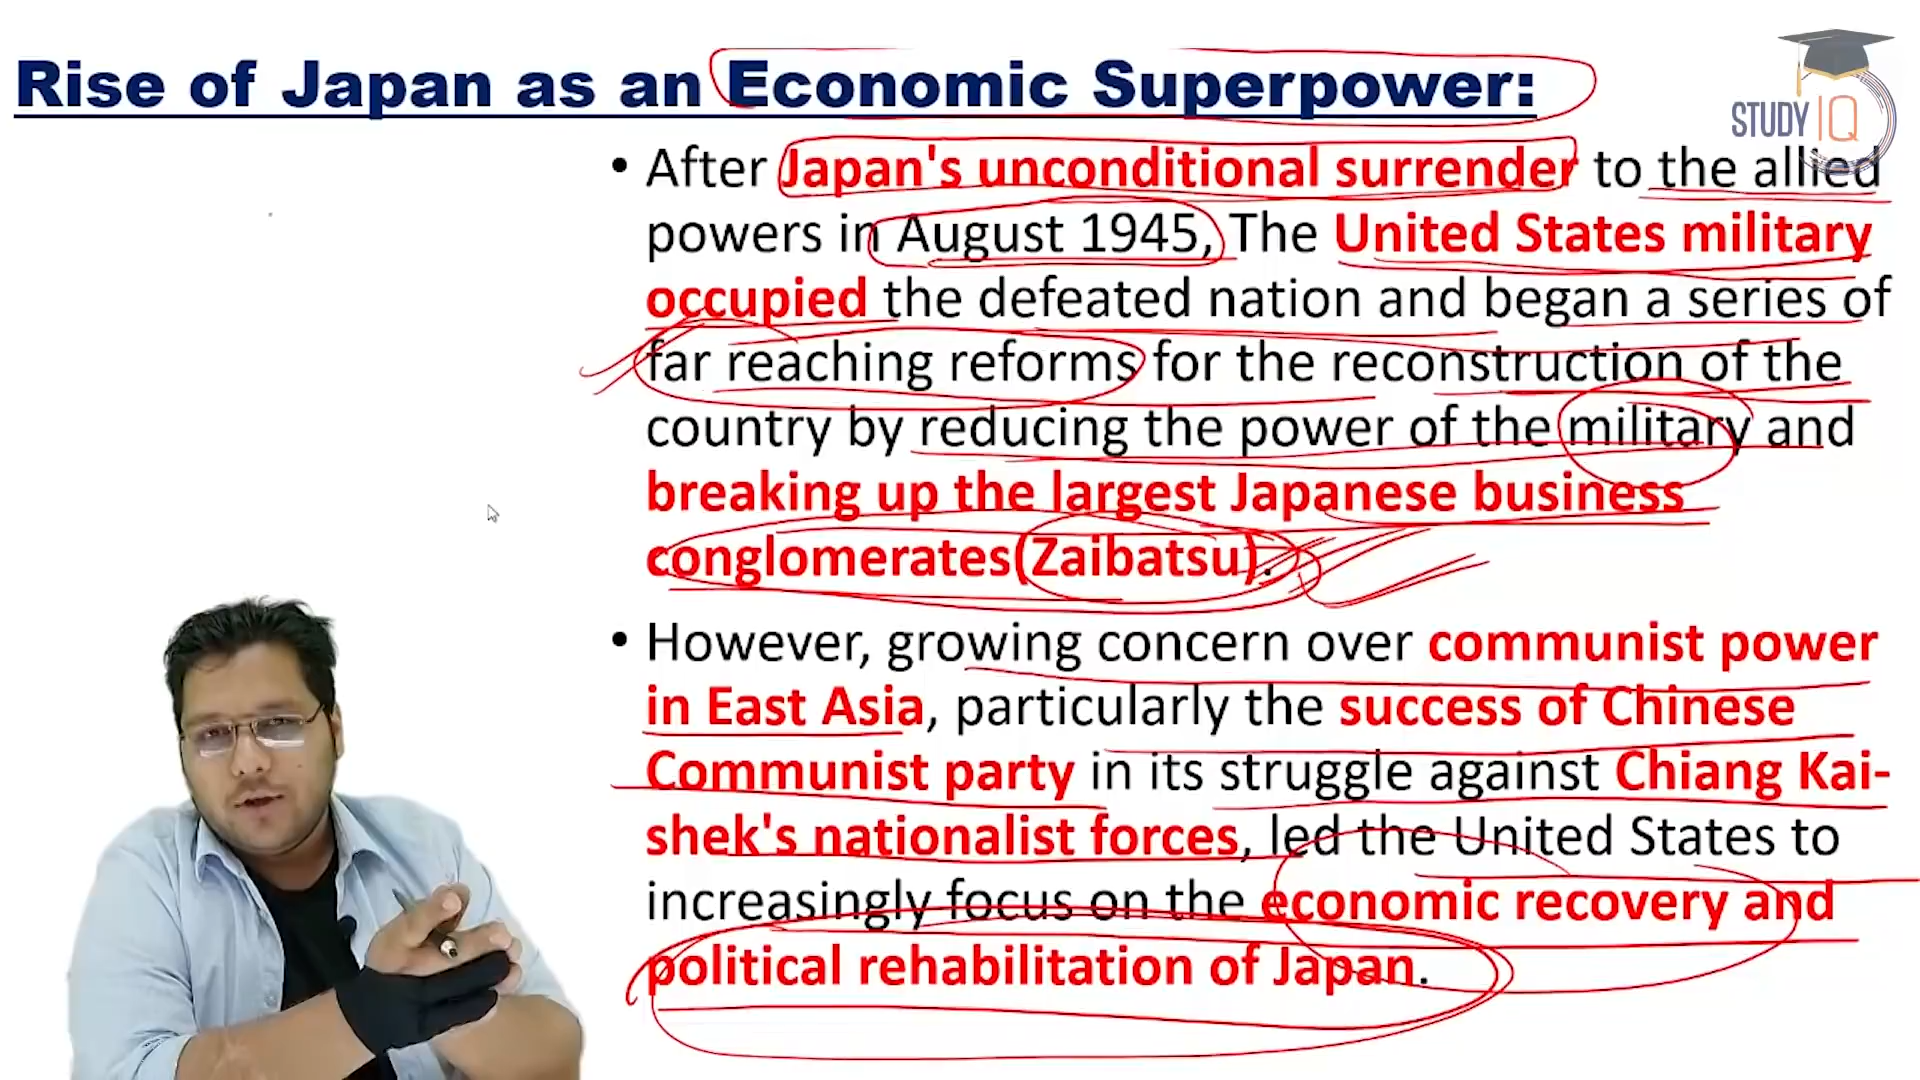 Rise of Japan as an Economic Superpower:
STUDY IQ
• After Japan's unconditional surrender to the allied
powers in August 1945, The United States military
occupied the defeated nation and began a series of
far reaching reforms for the reconstruction of the
country by reducing the power of the military and
breaking up the largest Japanese business
conglomerates(Zaibatsu).
• However, growing concern over communist power
in East Asia, particularly the success of Chinese
Communist party in its struggle against Chiang Kai-
shek's nationalist forces, led the United States to
increasingly focus on the economic recovery and
political rehabilitation of Japan.